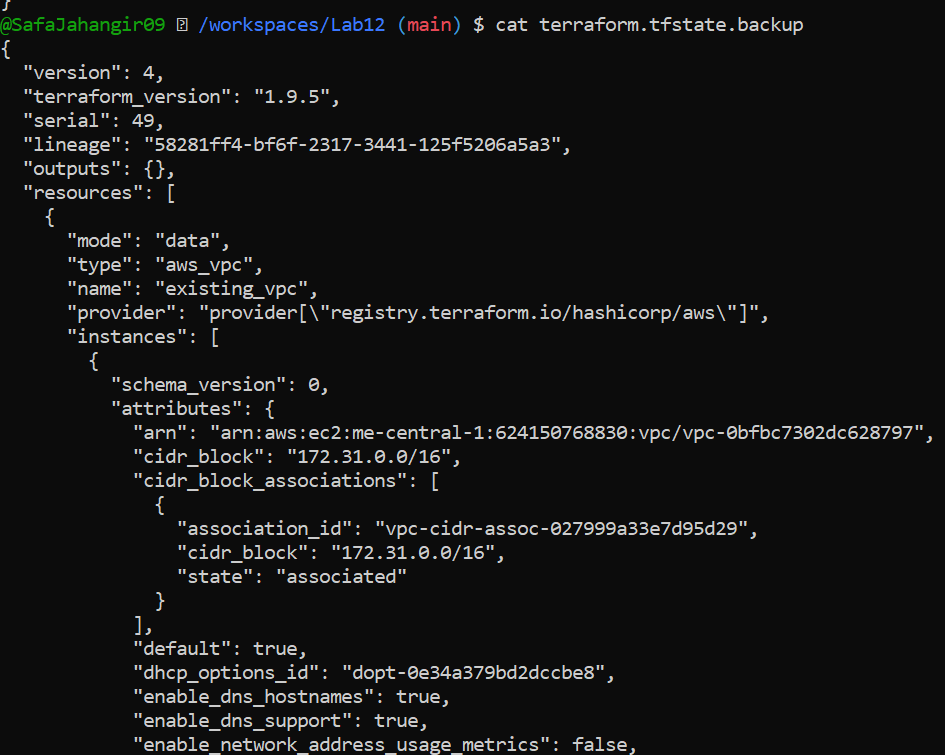 }
@SafaJahangir09 /workspaces/Lab12 (main) $ cat terraform.tfstate.backup
{
  "version": 4,
  "terraform_version": "1.9.5",
  "serial": 49,
  "lineage": "58281ff4-bf6f-2317-3441-125f5206a5a3",
  "outputs": {},
  "resources": [
    {
      "mode": "data",
      "type": "aws_vpc",
      "name": "existing_vpc",
      "provider": "provider[\"registry.terraform.io/hashicorp/aws\"]",
      "instances": [
        {
          "schema_version": 0,
          "attributes": {
            "arn": "arn:aws:ec2:me-central-1:624150768830:vpc/vpc-0bfbc7302dc628797",
            "cidr_block": "172.31.0.0/16",
            "cidr_block_associations": [
              {
                "association_id": "vpc-cidr-assoc-027999a33e7d95d29",
                "cidr_block": "172.31.0.0/16",
                "state": "associated"
              }
            ],
            "default": true,
            "dhcp_options_id": "dopt-0e34a379bd2dccbe8",
            "enable_dns_hostnames": true,
            "enable_dns_support": true,
            "enable_network_address_usage_metrics": false,